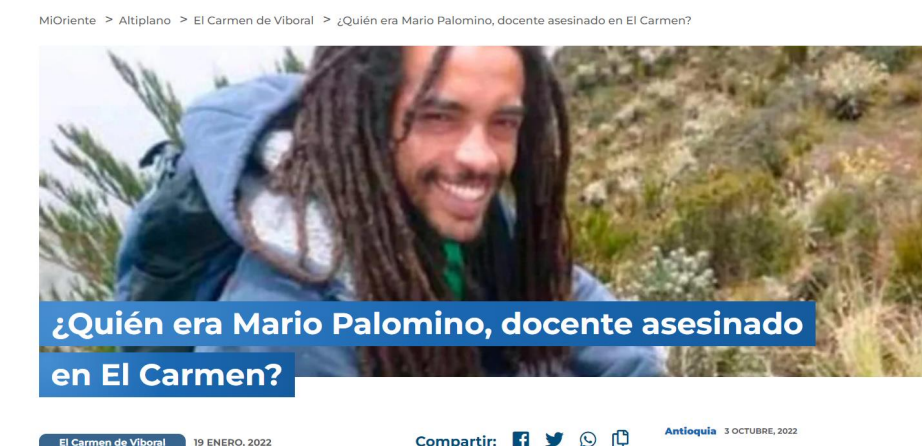 MiOriente > Altiplano > El Carmen de Viboral > ¿Quién era Mario Palomino, docente asesinado en El Carmen?
¿Quién era Mario Palomino, docente asesinado
en El Carmen?
El Carmen de Viboral 19 ENERO, 2022 Compartir: Antioquia 3 OCTUBRE, 2022